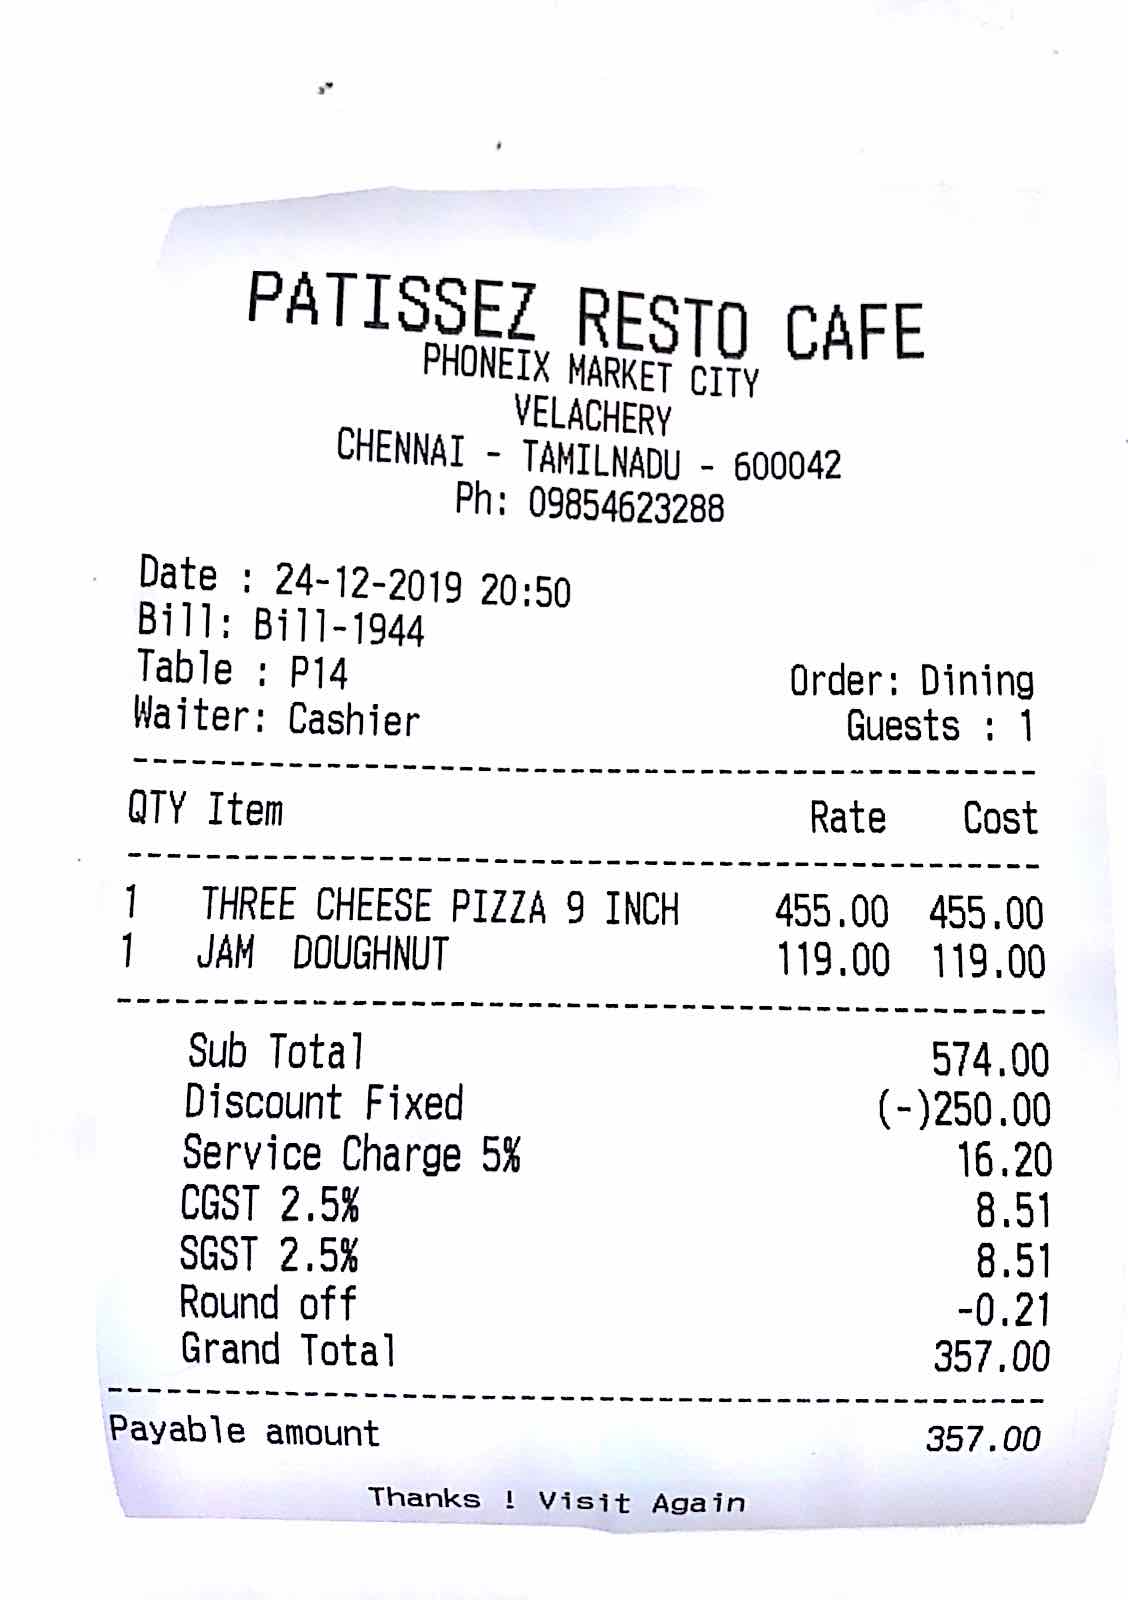 PATISSEZ RESTO CAFE
PHONEIX MARKET CITY
VELACHERY
CHENNAI - TAMILNADU - 600042
Ph: 09854623288
Date : 24-12-2019 20:50
Bill: Bill-1944
Table : P14 Order: Dining
Waiter: Cashier Guests : 1
QTY Item Rate Cost
1 THREE CHEESE PIZZA 9 INCH 455.00 455.00
1 JAM DOUGHNUT 119.00 119.00
Sub Total 574.00
Discount Fixed (-)250.00
Service Charge 5% 16.20
CGST 2.5% 8.51
SGST 2.5% 8.51
Round off -0.21
Grand Total 357.00
Payable amount 357.00
Thanks ! Visit Again